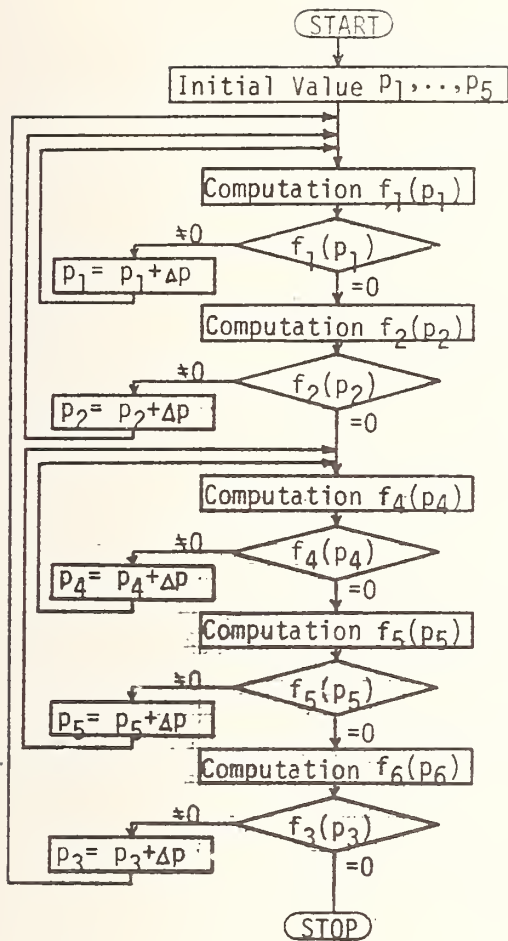 START
Initial Value p₁,..,p₅
Computation f₁(p₁)
≠0
f₁(p₁)
p₁= p₁+Δp
=0
Computation f₂(p₂)
≠0
f₂(p₂)
p₂= p₂+Δp
=0
Computation f₄(p₄)
≠0
f₄(p₄)
p₄= p₄+Δp
=0
Computation f₅(p₅)
≠0
f₅(p₅)
p₅= p₅+Δp
=0
Computation f₆(p₆)
≠0
f₃(p₃)
p₃= p₃+Δp
=0
STOP